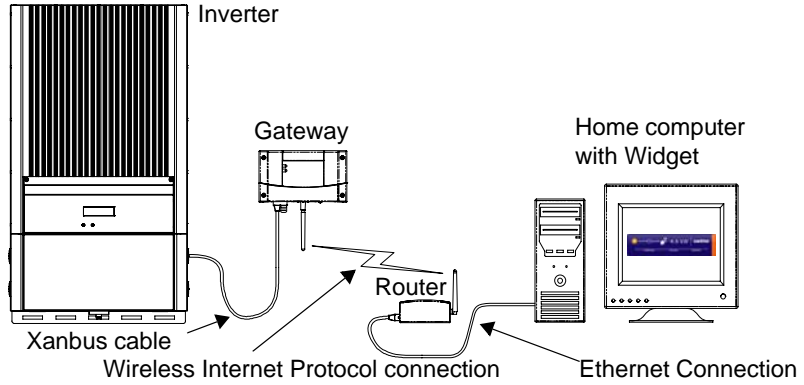 Inverter
Gateway
Home computer
with Widget
Router
Xanbus cable
Wireless Internet Protocol connection
Ethernet Connection